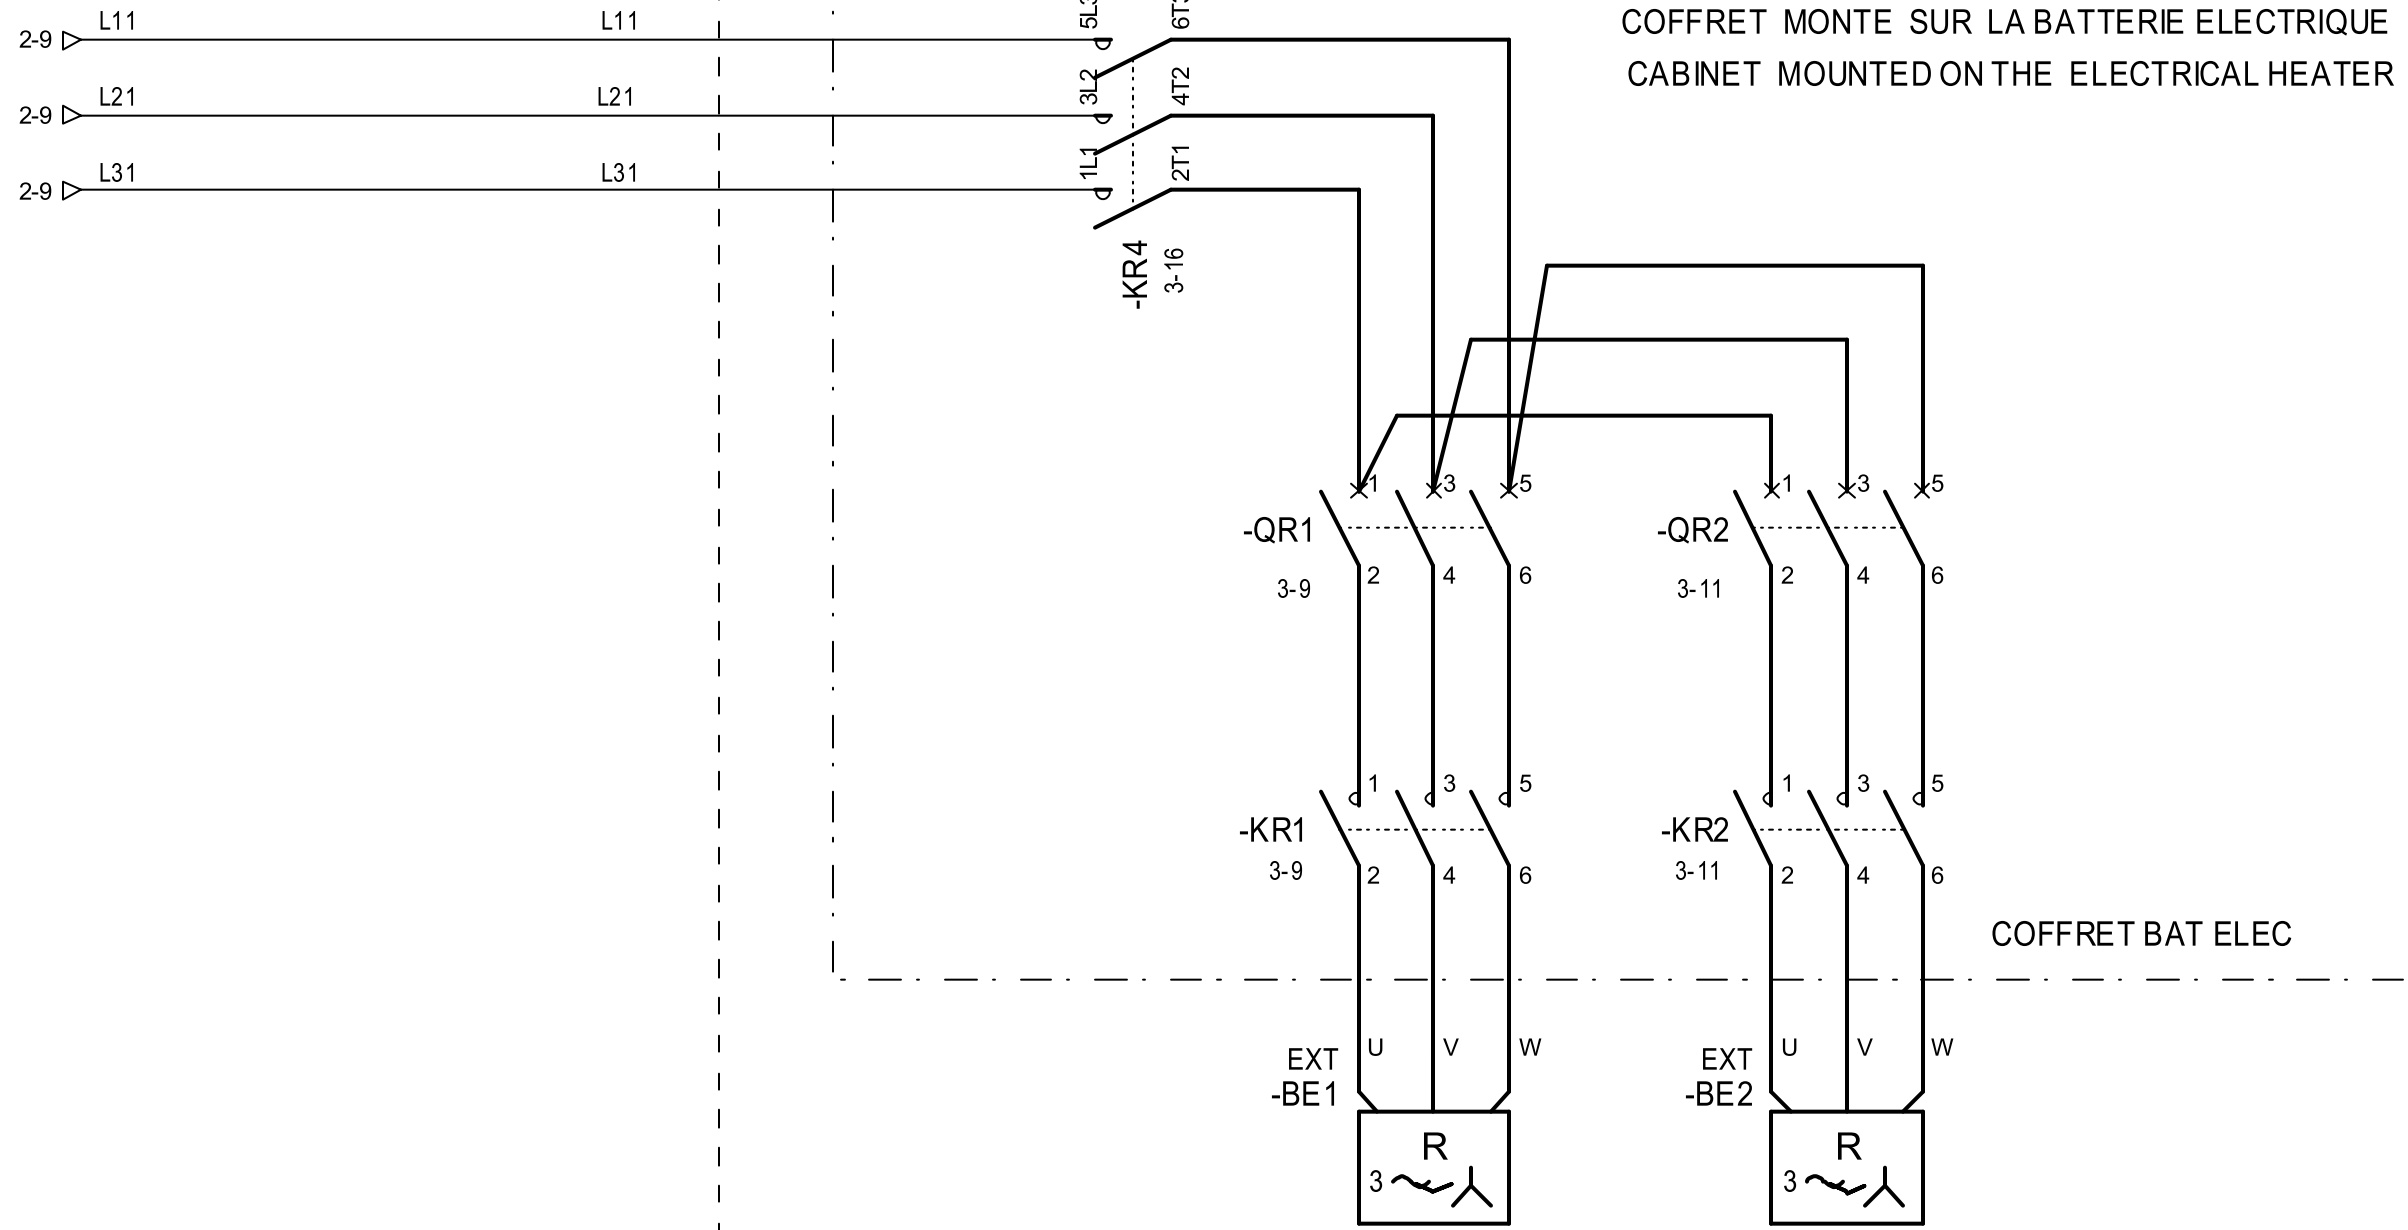 COFFRET MONTE SUR LA BATTERIE ELECTRIQUE
CABINET MOUNTED ON THE ELECTRICAL HEATER
2-9 L11 L11
2-9 L21 L21
2-9 L31 L31
3L2 4T2
1L1 2T1
-KR4
3-16
1 3 5
-QR1
3-9
2 4 6
1 3 5
-QR2
3-11
2 4 6
1 3 5
-KR1
3-9
2 4 6
1 3 5
-KR2
3-11
2 4 6
COFFRET BAT ELEC
EXT U V W
-BE1
R
3
EXT U V W
-BE2
R
3